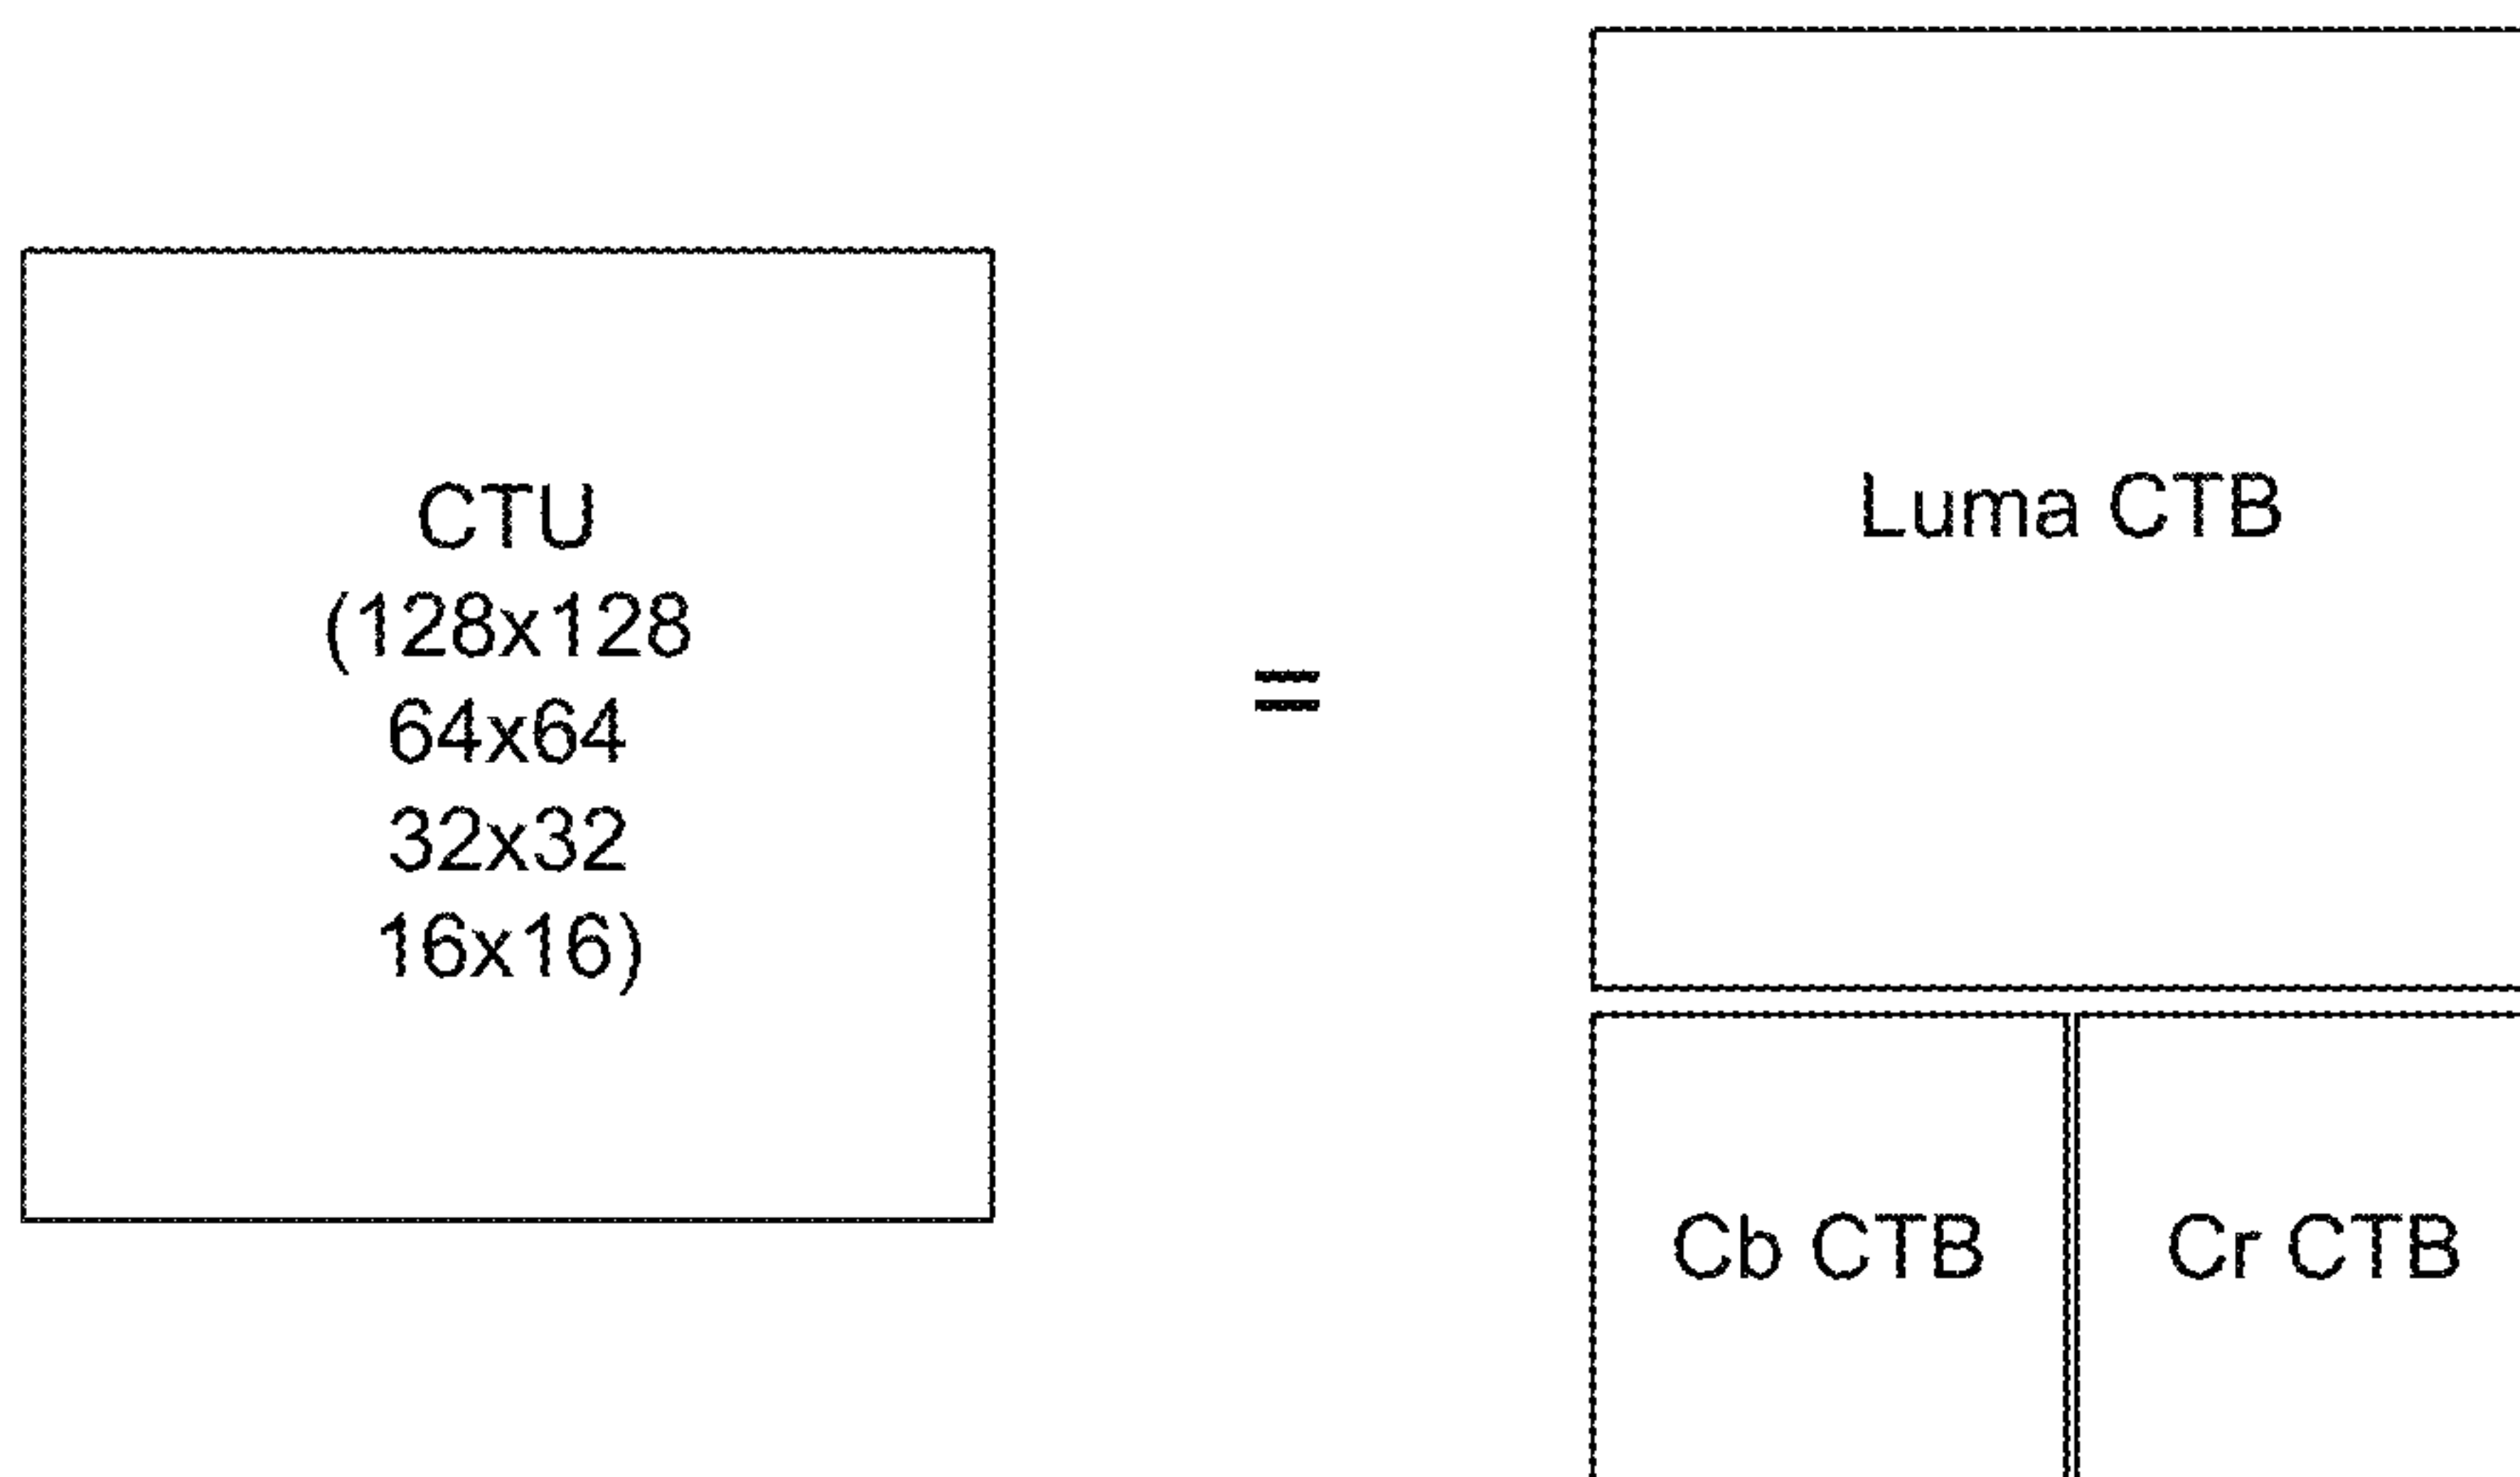 CTU
(128x128
64x64
32x32
16x16)
=
Luma CTB
Cb CTB
Cr CTB